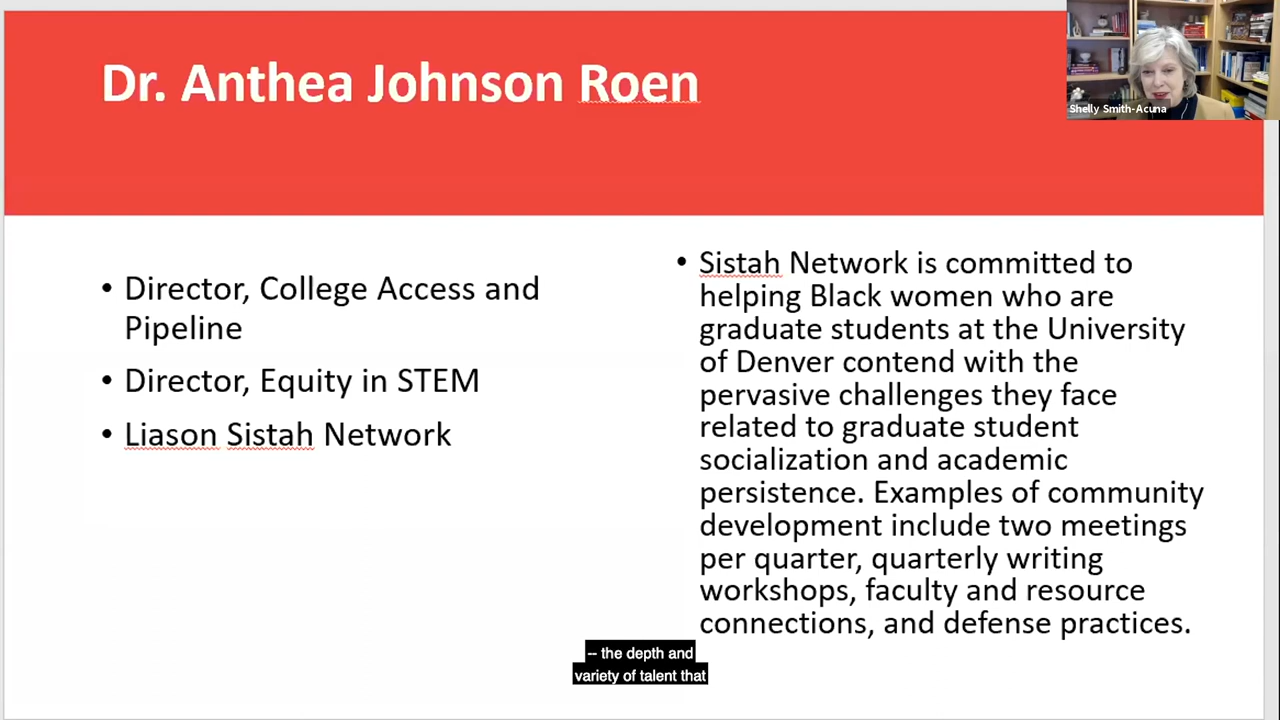 Dr. Anthea Johnson Roen
Shelly Smith-Acuna
• Director, College Access and
Pipeline
• Director, Equity in STEM
• Liason Sistah Network
• Sistah Network is committed to
helping Black women who are
graduate students at the University
of Denver contend with the
pervasive challenges they face
related to graduate student
socialization and academic
persistence. Examples of community
development include two meetings
per quarter, quarterly writing
workshops, faculty and resource
connections, and defense practices.
-- the depth and
variety of talent that